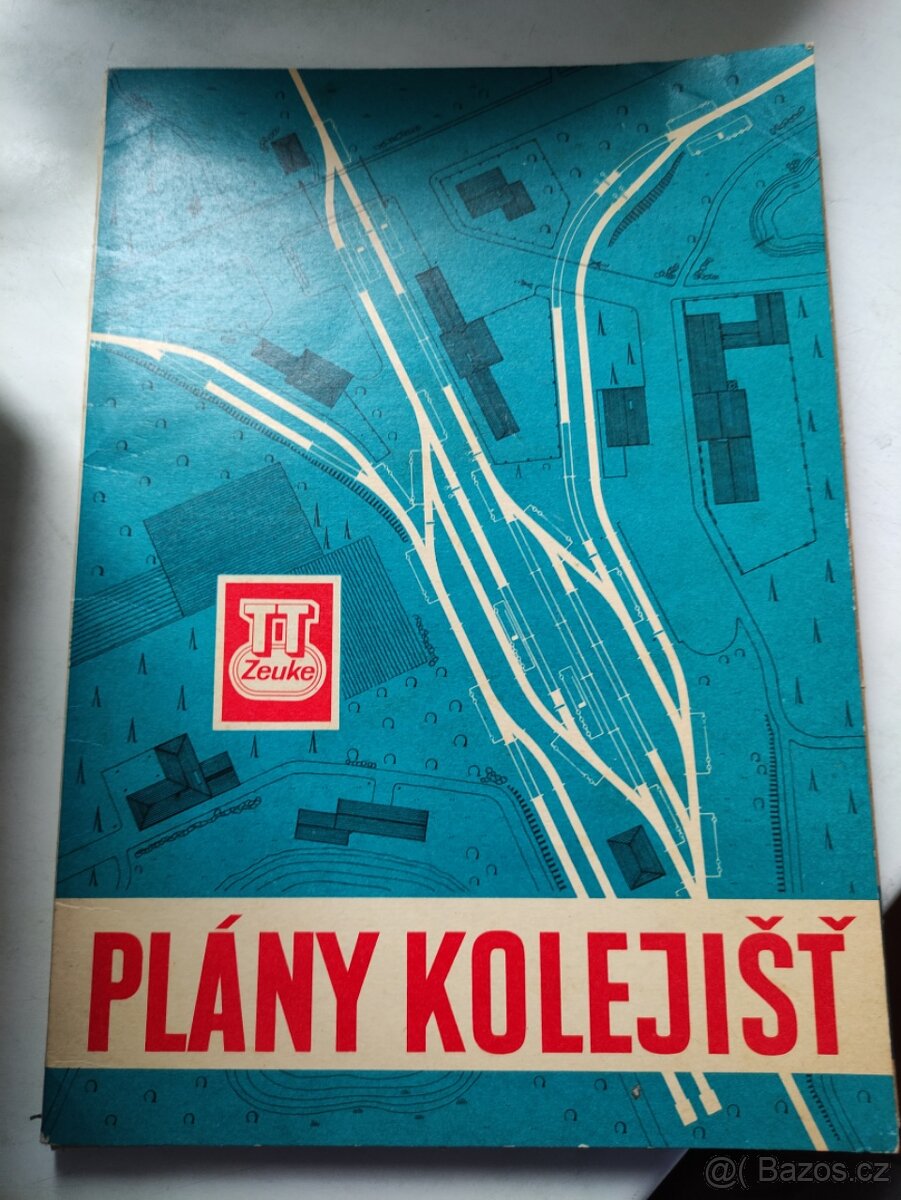 TT
Zeuke
PLÁNY KOLEJIŠŤ
@( Bazos.cz